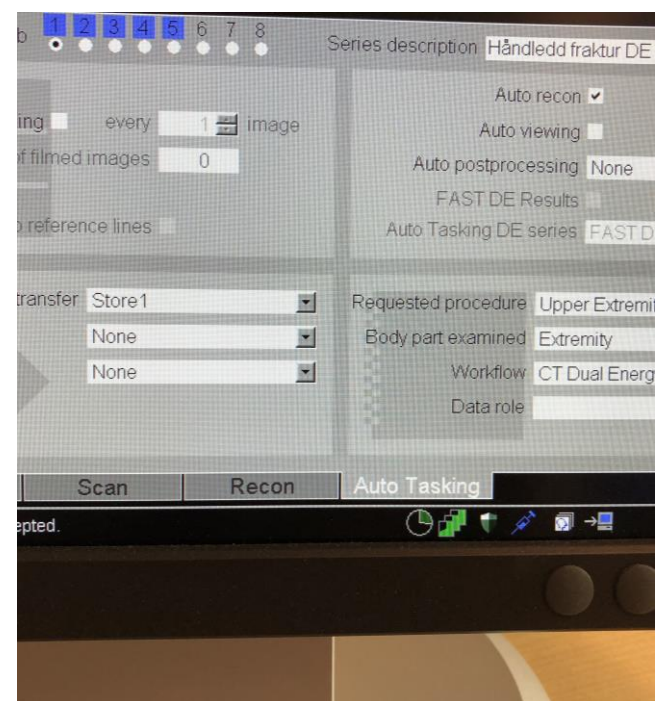 b 1 2 3 4 5 6 7 8
Series description Håndledd fraktur DE
Auto recon
ing every 1 image
Auto viewing
of filmed images 0
Auto postprocessing None
FAST DE Results
reference lines
Auto Tasking DE series FAST D
transfer Store1
Requested procedure Upper Extremit
None
Body part examined Extremity
None
Workflow CT Dual Energ
Data role
Scan Recon Auto Tasking
epted.